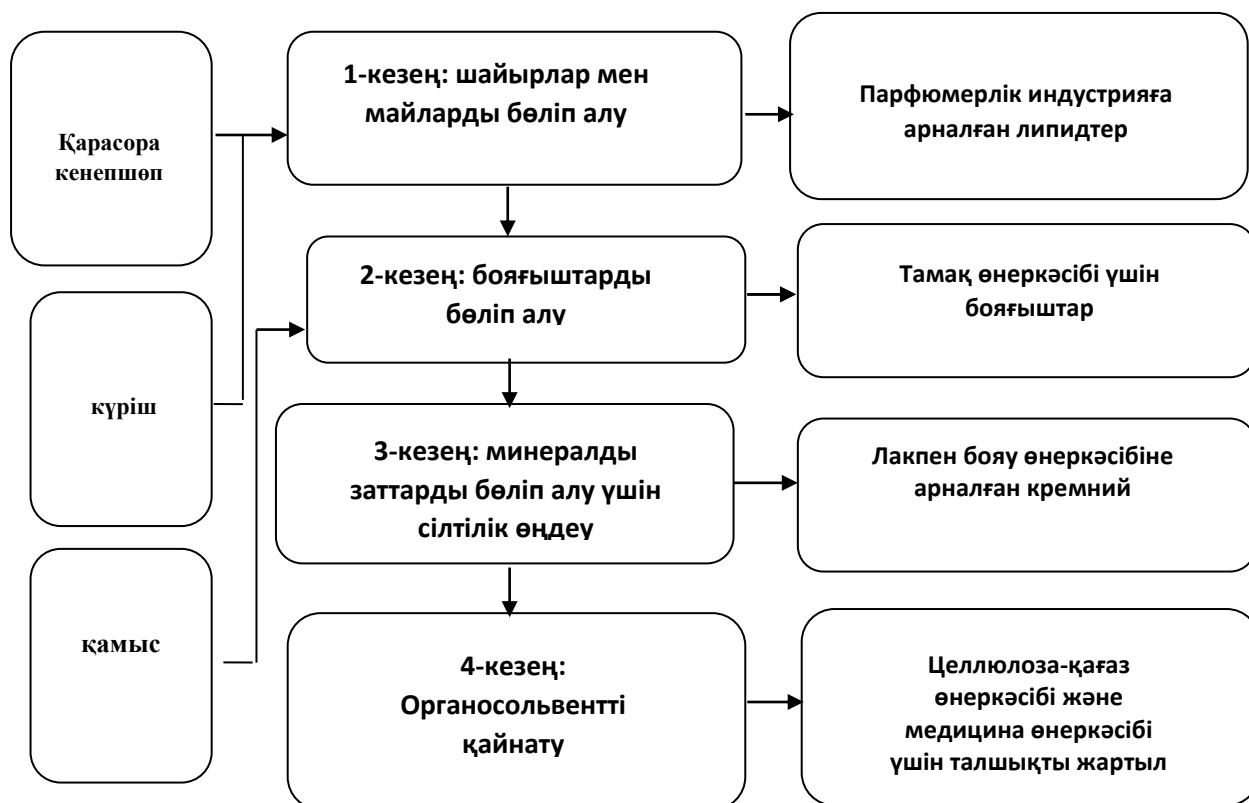 Қарасора
кенепшөп
күріш
қамыс
1-кезең: шайырлар мен
майларды бөліп алу
Парфюмерлік индустрияға
арналған липидтер
2-кезең: бояғыштарды
бөліп алу
Тамақ өнеркәсібі үшін
бояғыштар
3-кезең: минералды
заттарды бөліп алу үшін
сілтілік өңдеу
Лакпен бояу өнеркәсібіне
арналған кремний
4-кезең:
Органосольвентті
қайнату
Целлюлоза-қағаз
өнеркәсібі және
медицина өнеркәсібі
үшін талшықты жартыл